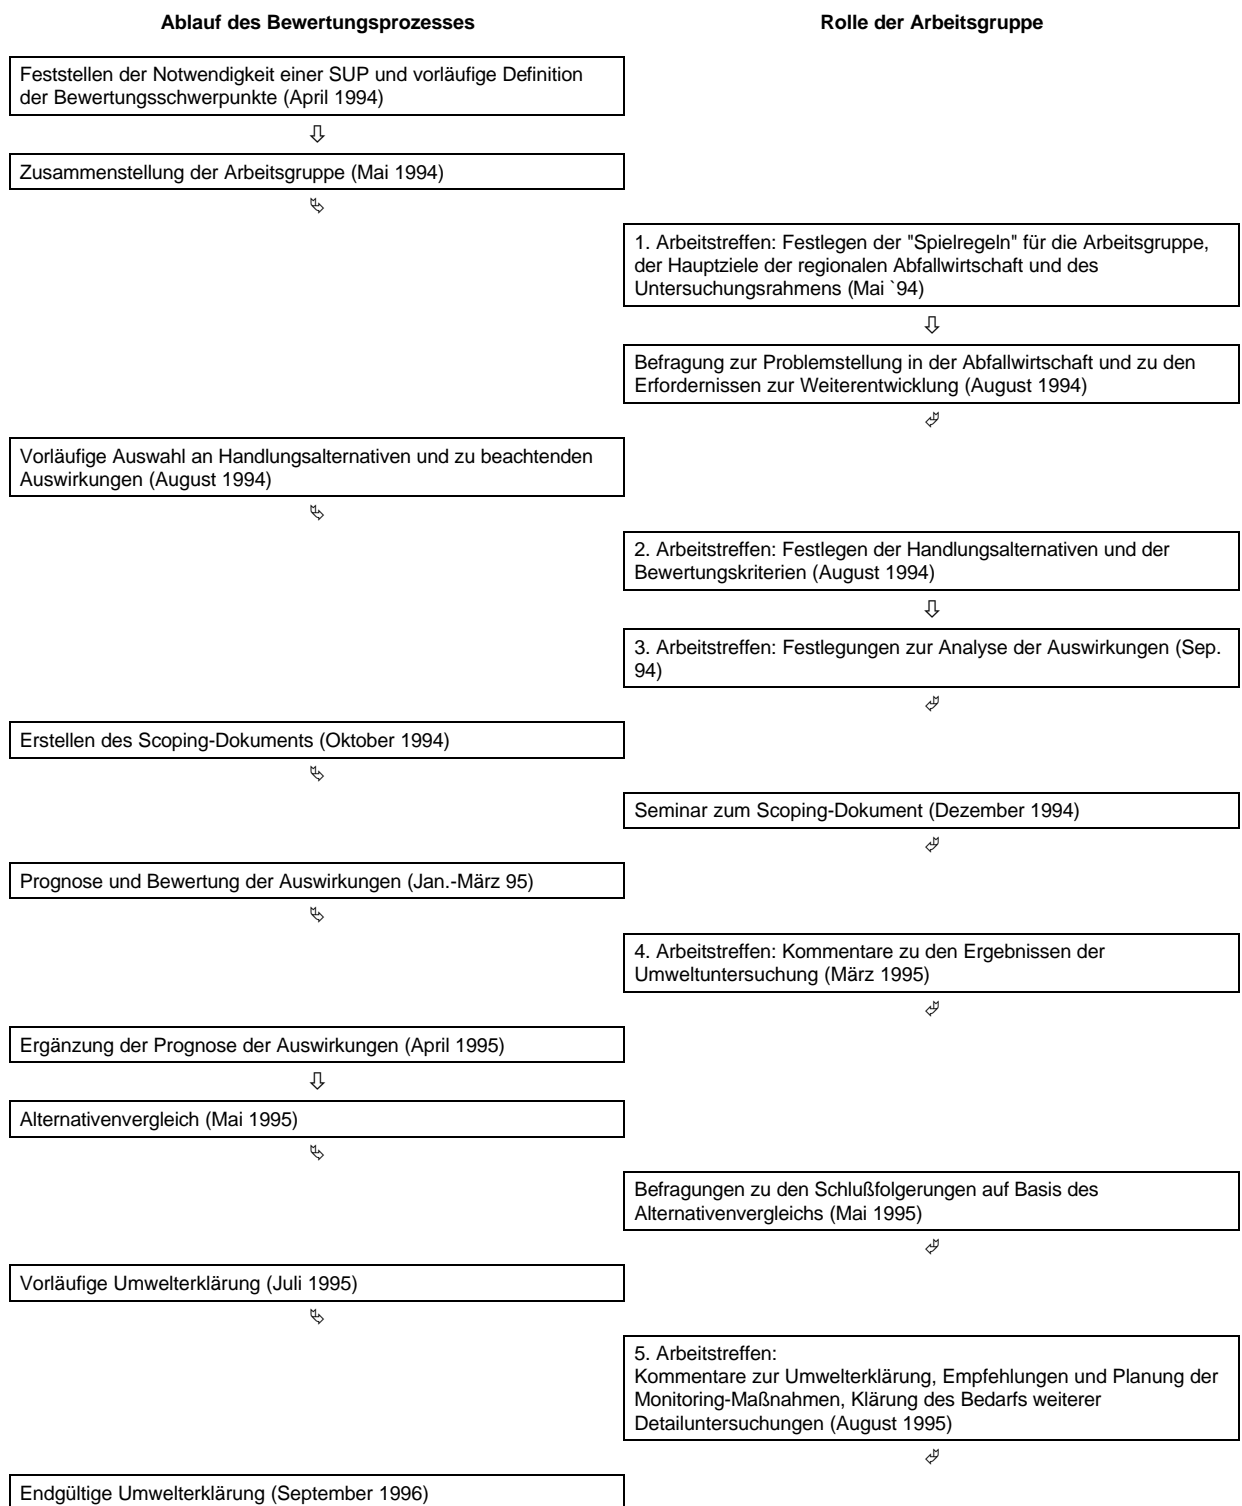 Ablauf des Bewertungsprozesses
Rolle der Arbeitsgruppe
Feststellen der Notwendigkeit einer SUP und vorläufige Definition
der Bewertungsschwerpunkte (April 1994)
Zusammenstellung der Arbeitsgruppe (Mai 1994)
1. Arbeitstreffen: Festlegen der "Spielregeln" für die Arbeitsgruppe,
der Hauptziele der regionalen Abfallwirtschaft und des
Untersuchungsrahmens (Mai `94)
Befragung zur Problemstellung in der Abfallwirtschaft und zu den
Erfordernissen zur Weiterentwicklung (August 1994)
Vorläufige Auswahl an Handlungsalternativen und zu beachtenden
Auswirkungen (August 1994)
2. Arbeitstreffen: Festlegen der Handlungsalternativen und der
Bewertungskriterien (August 1994)
3. Arbeitstreffen: Festlegungen zur Analyse der Auswirkungen (Sep.
94)
Erstellen des Scoping-Dokuments (Oktober 1994)
Seminar zum Scoping-Dokument (Dezember 1994)
Prognose und Bewertung der Auswirkungen (Jan.-März 95)
4. Arbeitstreffen: Kommentare zu den Ergebnissen der
Umweltuntersuchung (März 1995)
Ergänzung der Prognose der Auswirkungen (April 1995)
Alternativenvergleich (Mai 1995)
Befragungen zu den Schlußfolgerungen auf Basis des
Alternativenvergleichs (Mai 1995)
Vorläufige Umwelterklärung (Juli 1995)
5. Arbeitstreffen:
Kommentare zur Umwelterklärung, Empfehlungen und Planung der
Monitoring-Maßnahmen, Klärung des Bedarfs weiterer
Detailuntersuchungen (August 1995)
Endgültige Umwelterklärung (September 1996)